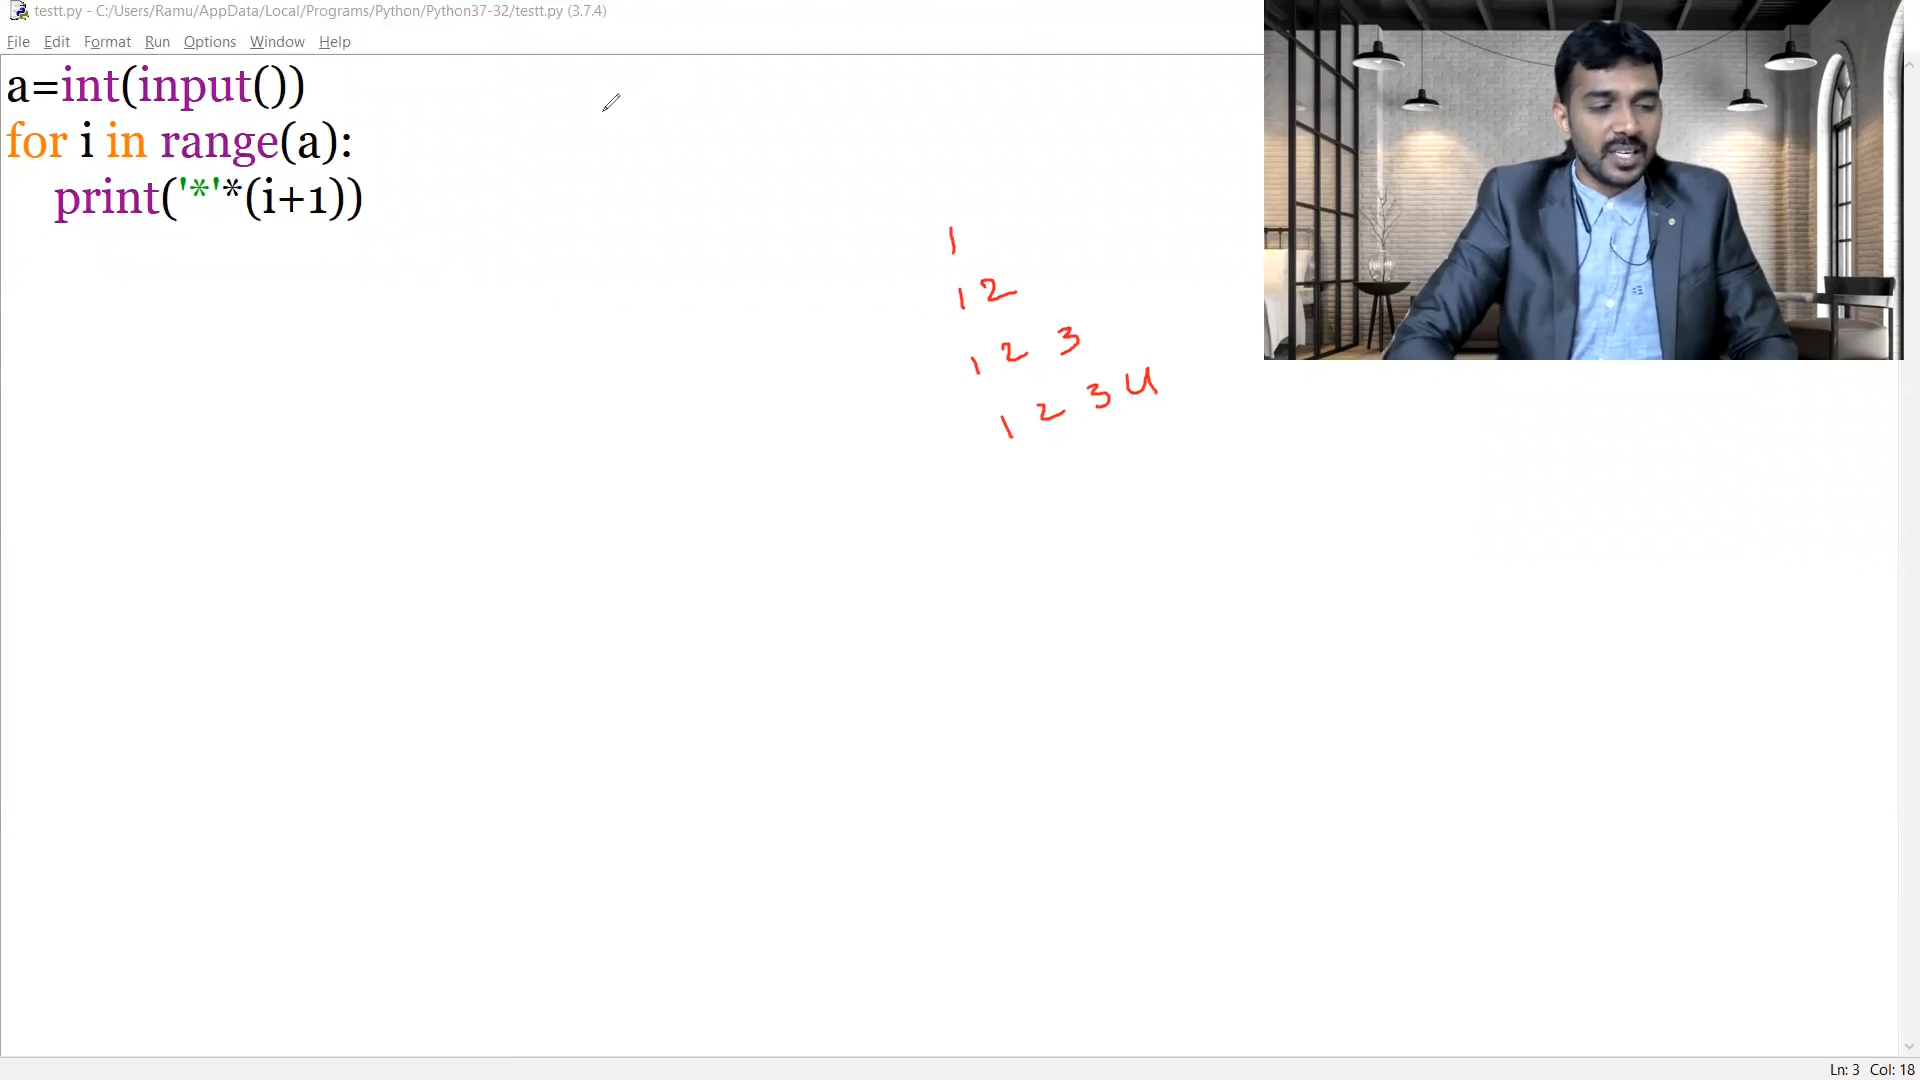 testt.py - C:/Users/Ramu/AppData/Local/Programs/Python/Python37-32/testt.py (3.7.4)
File Edit Format Run Options Window Help
a=int(input())
for i in range(a):
    print('*'*(i+1))
1
1 2
1 2 3
1 2 3 4
Ln: 3 Col: 18